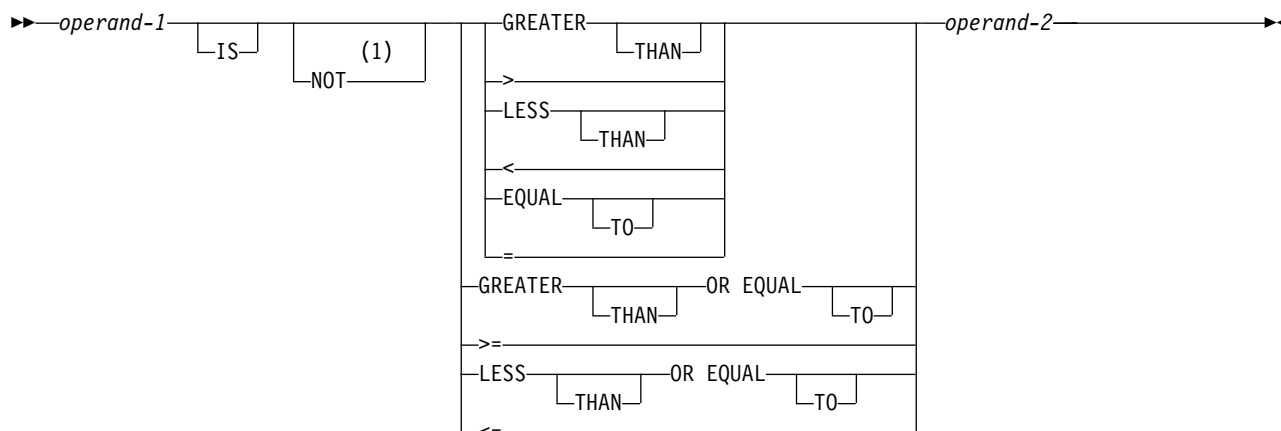 operand-1 IS NOT (1) GREATER THAN operand-2
>
LESS THAN
<
EQUAL TO
=
GREATER THAN OR EQUAL TO
>=
LESS THAN OR EQUAL TO
<=